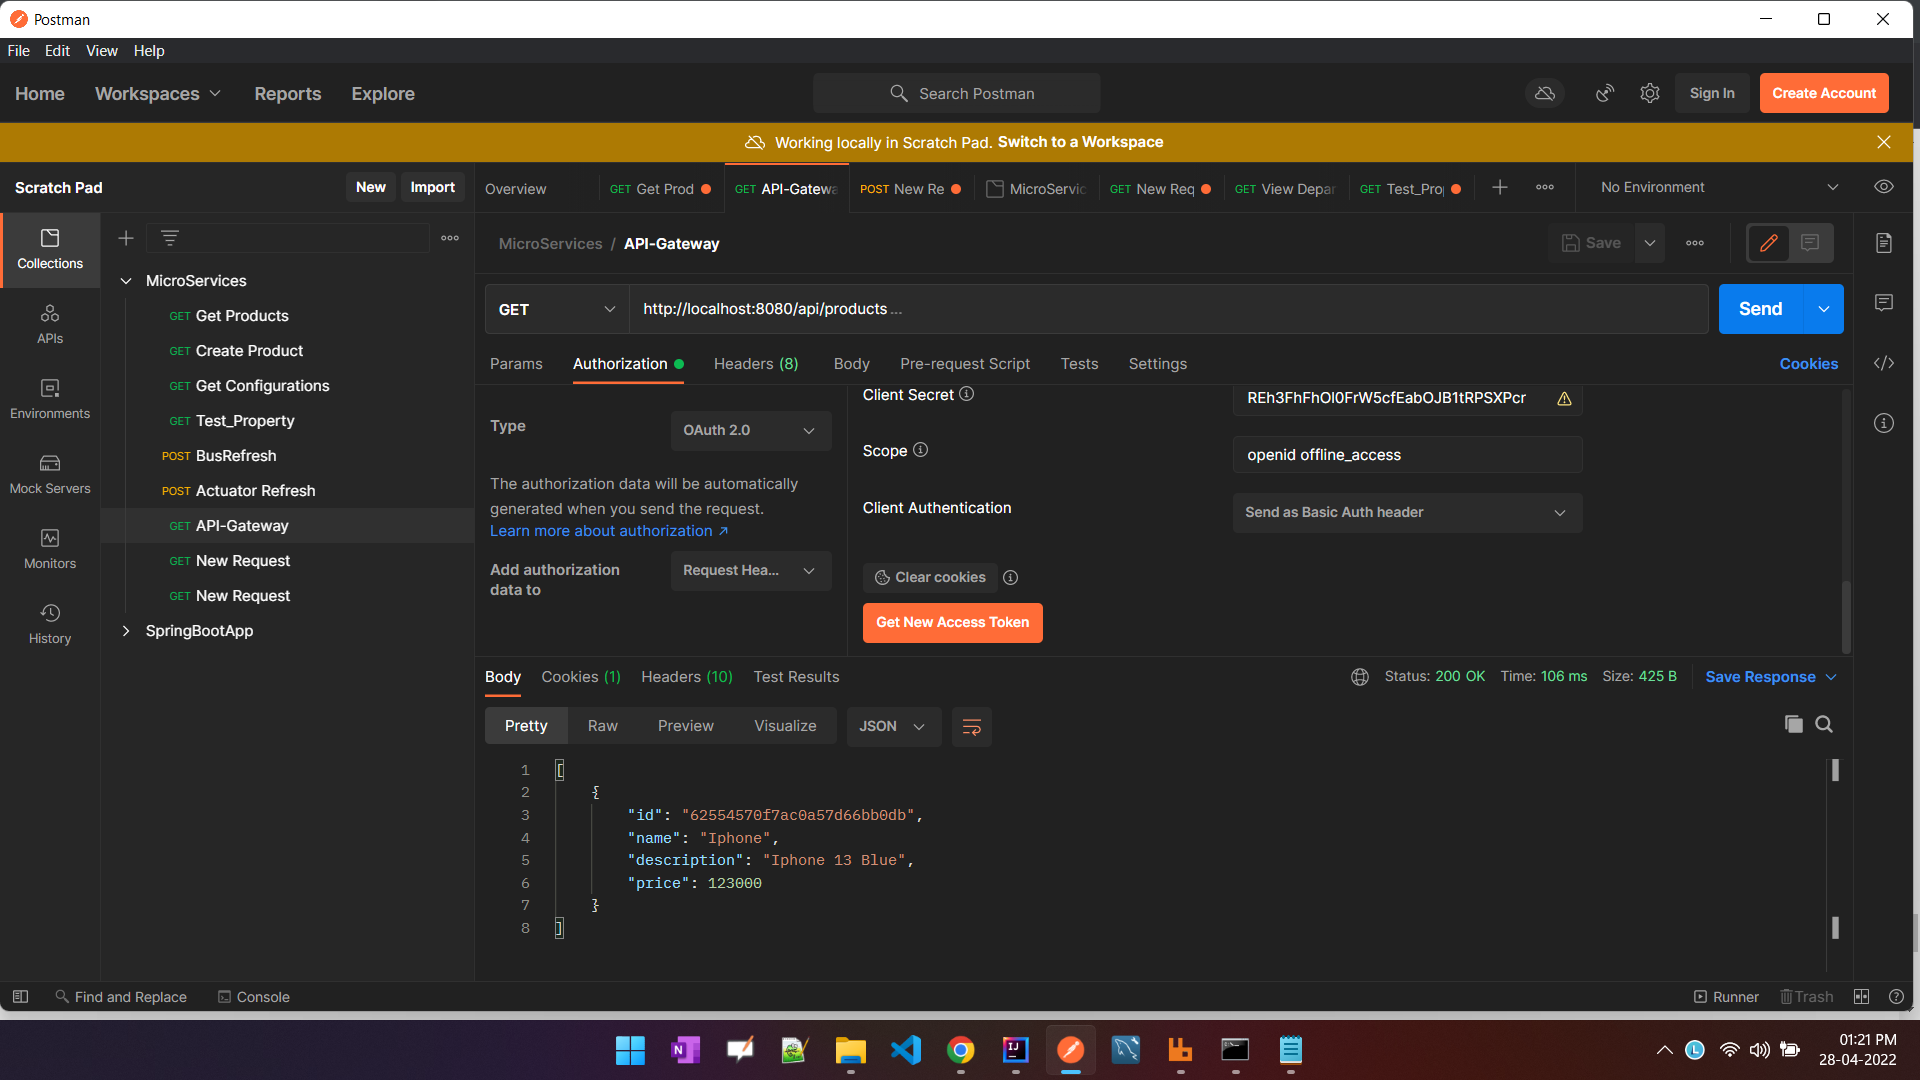 Postman
File Edit View Help
Home Workspaces Reports Explore Search Postman Sign In Create Account
Working locally in Scratch Pad. Switch to a Workspace
Scratch Pad New Import
Overview GET Get Prod GET API-Gatewa POST New Re MicroServic GET New Req GET View Depar GET Test_Pro No Environment
Collections
APIs
Environments
Mock Servers
Monitors
History
MicroServices
GET Get Products
GET Create Product
GET Get Configurations
GET Test_Property
POST BusRefresh
POST Actuator Refresh
GET API-Gateway
GET New Request
GET New Request
SpringBootApp
MicroServices / API-Gateway Save
GET http://localhost:8080/api/products ... Send
Params Authorization Headers (8) Body Pre-request Script Tests Settings Cookies
Type OAuth 2.0
The authorization data will be automatically
generated when you send the request.
Learn more about authorization ↗
Add authorization
data to
Request Hea...
Client Secret REh3FhFhOl0FrW5cfEabOJB1tRPSXPcr
Scope openid offline_access
Client Authentication Send as Basic Auth header
Clear cookies
Get New Access Token
Body Cookies (1) Headers (10) Test Results Status: 200 OK Time: 106 ms Size: 425 B Save Response
Pretty Raw Preview Visualize JSON
1 [
2 {
3 "id": "62554570f7ac0a57d66bb0db",
4 "name": "Iphone",
5 "description": "Iphone 13 Blue",
6 "price": 123000
7 }
8 ]
Find and Replace Console Runner Trash
01:21 PM
28-04-2022